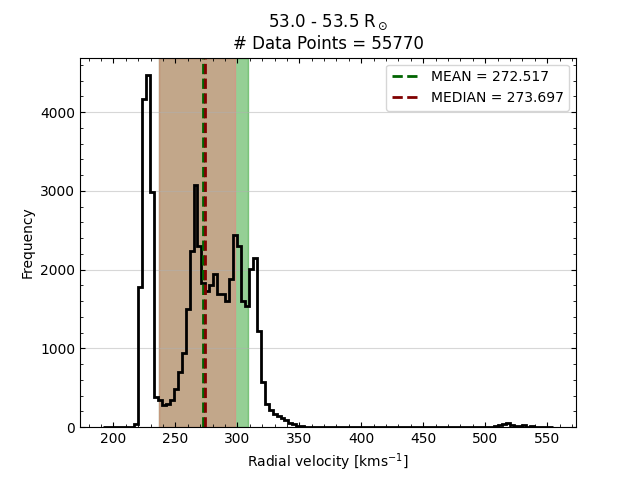 53.0 - 53.5 R⊙
# Data Points = 55770
MEAN = 272.517
MEDIAN = 273.697
4000
3000
2000
1000
0
Frequency
200 250 300 350 400 450 500 550
Radial velocity [kms⁻¹]